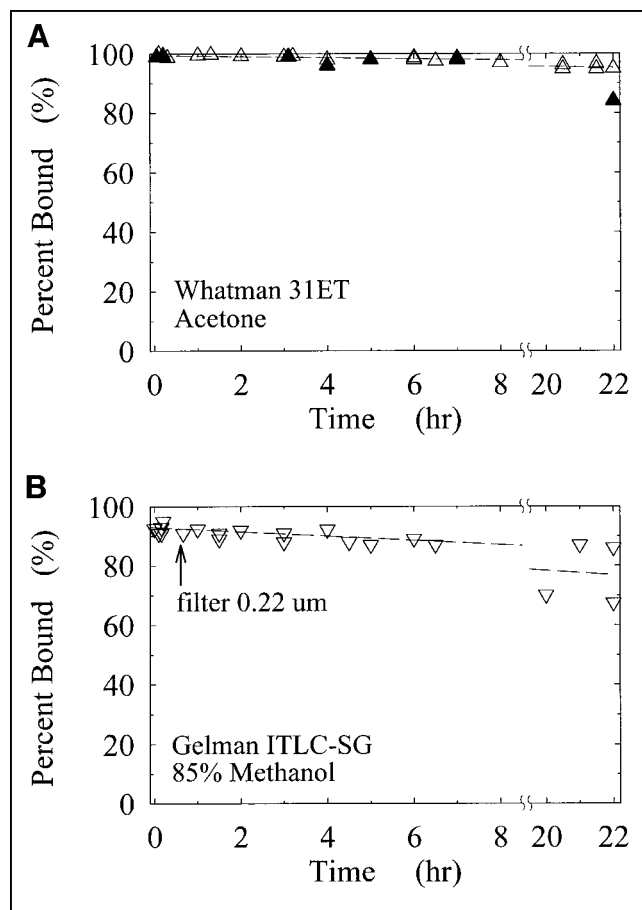 A
Percent Bound (%)
100
80
60
40
20
0
Whatman 31ET
Acetone
0 2 4 6 8 20 22
Time (hr)
B
Percent Bound (%)
100
80
60
40
20
0
filter 0.22 um
Gelman ITLC-SG
85% Methanol
0 2 4 6 8 20 22
Time (hr)